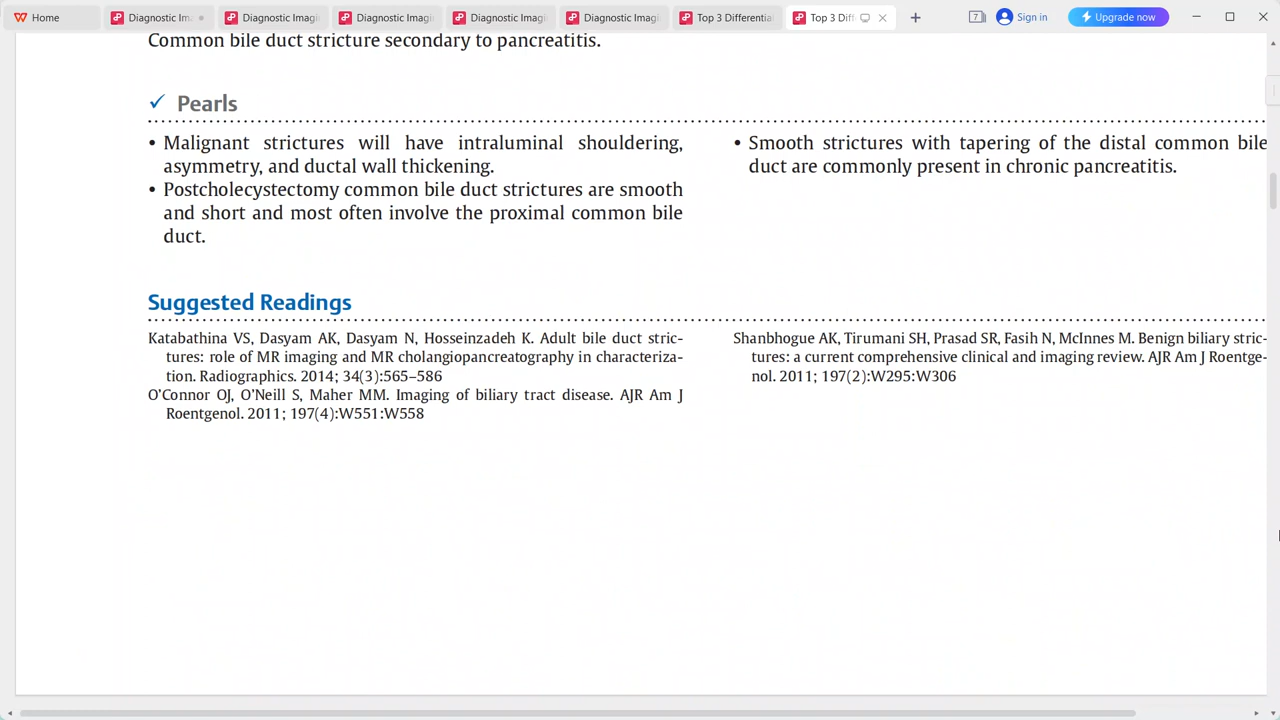 Home
Diagnostic Im
Diagnostic Imagi
Diagnostic Imagi
Diagnostic Imagi
Diagnostic Imagi
Top 3 Differential
Top 3 Diff
7
Sign in
Upgrade now
Common bile duct stricture secondary to pancreatitis.
✓ Pearls
• Malignant strictures will have intraluminal shouldering,
asymmetry, and ductal wall thickening.
• Postcholecystectomy common bile duct strictures are smooth
and short and most often involve the proximal common bile
duct.
• Smooth strictures with tapering of the distal common bile
duct are commonly present in chronic pancreatitis.
Suggested Readings
Katabathina VS, Dasyam AK, Dasyam N, Hosseinzadeh K. Adult bile duct stric-
tures: role of MR imaging and MR cholangiopancreatography in characteriza-
tion. Radiographics. 2014; 34(3):565–586
O'Connor OJ, O'Neill S, Maher MM. Imaging of biliary tract disease. AJR Am J
Roentgenol. 2011; 197(4):W551:W558
Shanbhogue AK, Tirumani SH, Prasad SR, Fasih N, McInnes M. Benign biliary stric-
tures: a current comprehensive clinical and imaging review. AJR Am J Roentge-
nol. 2011; 197(2):W295:W306